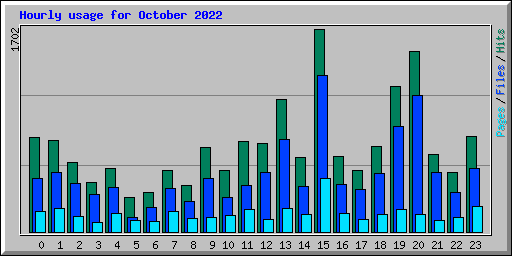 Hourly usage for October 2022
1702
Pages/Files/Hits
0 1 2 3 4 5 6 7 8 9 10 11 12 13 14 15 16 17 18 19 20 21 22 23